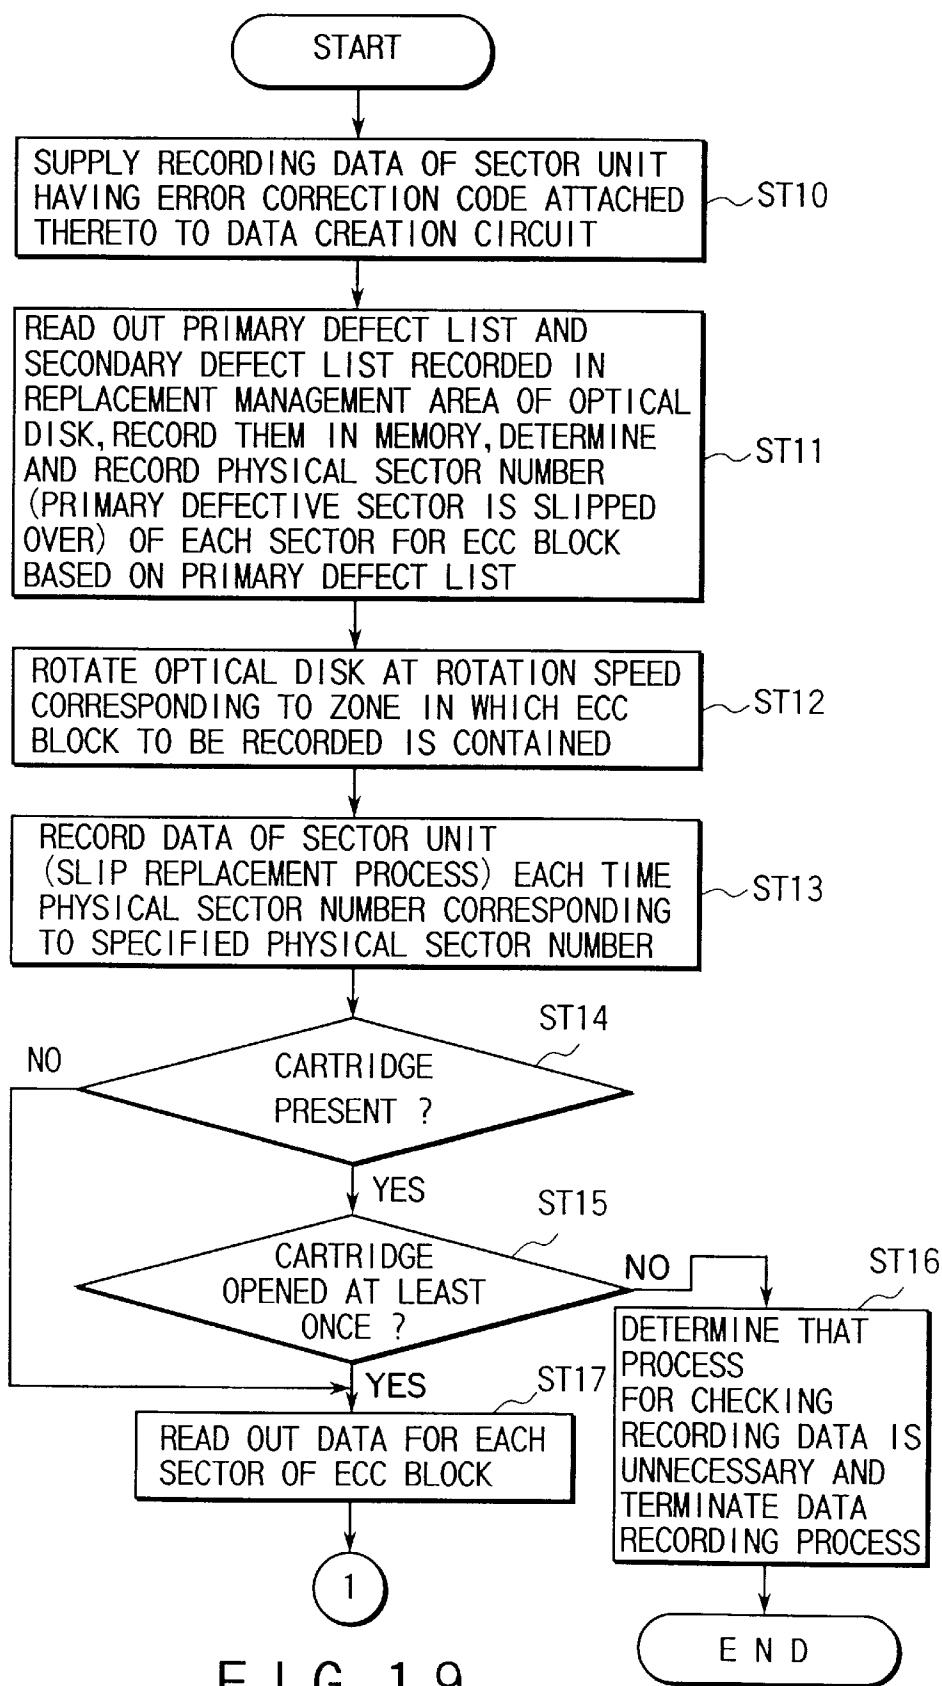 START
SUPPLY RECORDING DATA OF SECTOR UNIT
HAVING ERROR CORRECTION CODE ATTACHED
THERETO TO DATA CREATION CIRCUIT
ST10
READ OUT PRIMARY DEFECT LIST AND
SECONDARY DEFECT LIST RECORDED IN
REPLACEMENT MANAGEMENT AREA OF OPTICAL
DISK, RECORD THEM IN MEMORY, DETERMINE
AND RECORD PHYSICAL SECTOR NUMBER
(PRIMARY DEFECTIVE SECTOR IS SLIPPED
OVER) OF EACH SECTOR FOR ECC BLOCK
BASED ON PRIMARY DEFECT LIST
ST11
ROTATE OPTICAL DISK AT ROTATION SPEED
CORRESPONDING TO ZONE IN WHICH ECC
BLOCK TO BE RECORDED IS CONTAINED
ST12
RECORD DATA OF SECTOR UNIT
(SLIP REPLACEMENT PROCESS) EACH TIME
PHYSICAL SECTOR NUMBER CORRESPONDING
TO SPECIFIED PHYSICAL SECTOR NUMBER
ST13
ST14
NO
CARTRIDGE
PRESENT ?
YES
ST15
CARTRIDGE
OPENED AT LEAST
ONCE ?
NO
ST16
DETERMINE THAT
PROCESS
FOR CHECKING
RECORDING DATA IS
UNNECESSARY AND
TERMINATE DATA
RECORDING PROCESS
YES
ST17
READ OUT DATA FOR EACH
SECTOR OF ECC BLOCK
1
END
FIG. 19